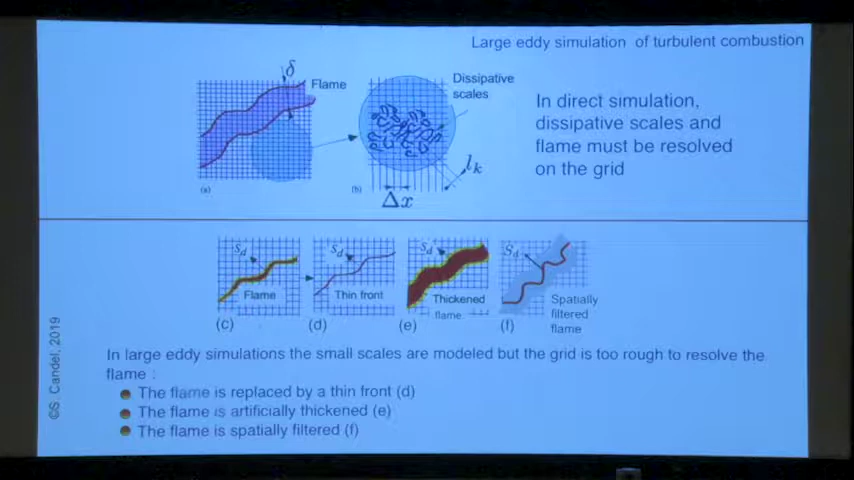 Large eddy simulation of turbulent combustion
δ
Flame
Dissipative
scales
In direct simulation,
dissipative scales and
flame must be resolved
on the grid
(a)
(b)
l_k
Δx
S_d
S_d
S_d
S_d
Flame
Thin front
Thickened
flame
Spatially
filtered
flame
(c)
(d)
(e)
(f)
In large eddy simulations the small scales are modeled but the grid is too rough to resolve the
flame :
The flame is replaced by a thin front (d)
The flame is artificially thickened (e)
The flame is spatially filtered (f)
©S. Candel, 2019